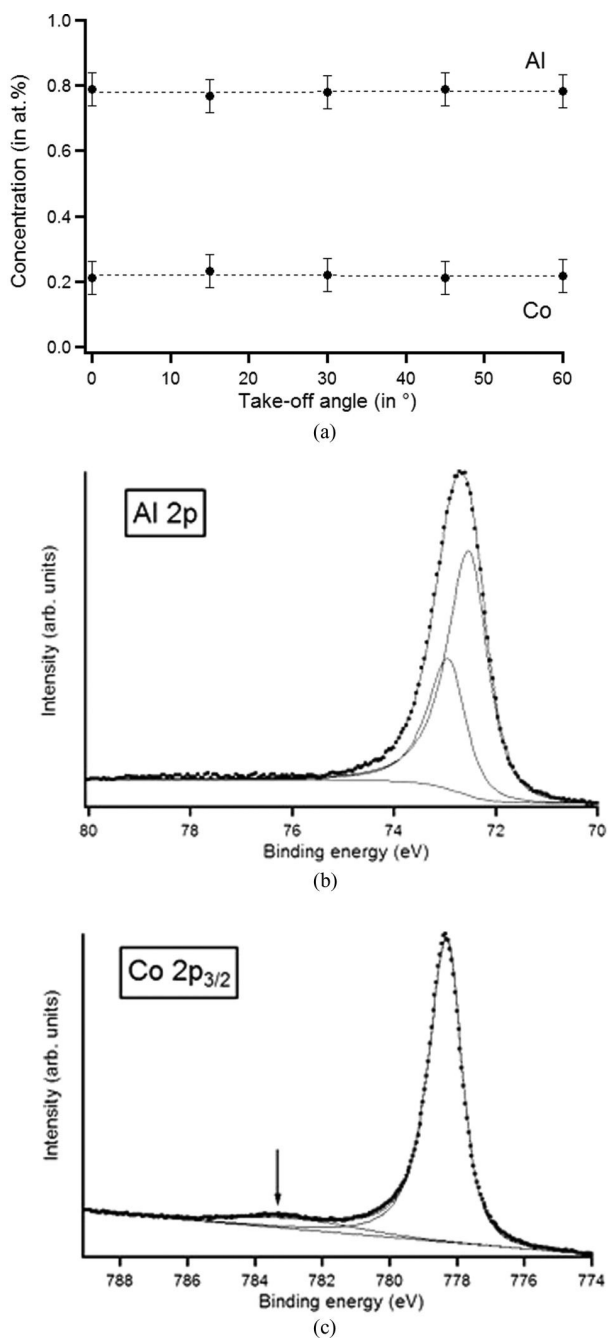 1.0
0.8
0.6
0.4
0.2
0.0
Concentration (in at.%)
Al
Co
0 10 20 30 40 50 60
Take-off angle (in °)
(a)
Al 2p
Intensity (arb. units)
80 78 76 74 72 70
Binding energy (eV)
(b)
Co 2p3/2
Intensity (arb. units)
788 786 784 782 780 778 776 774
Binding energy (eV)
(c)